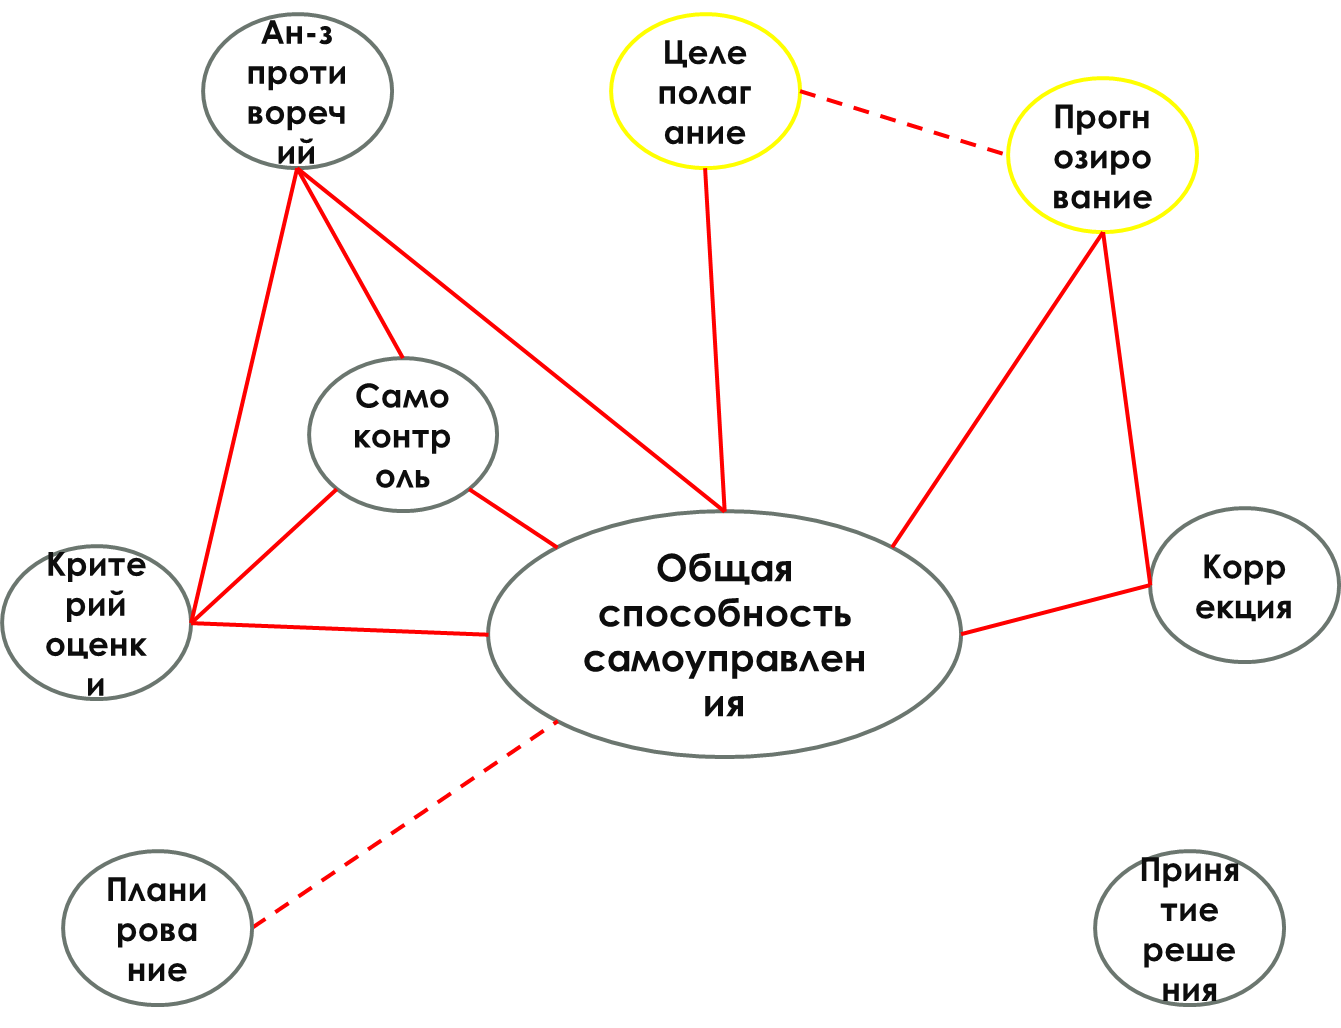 Ан-з
проти
вореч
ий
Целе
полаг
ание
Прогн
озиро
вание
Само
контр
оль
Крите
рий
оценк
и
Общая
способность
самоуправлен
ия
Корр
екция
Плани
рова
ние
Приня
тие
реше
ния